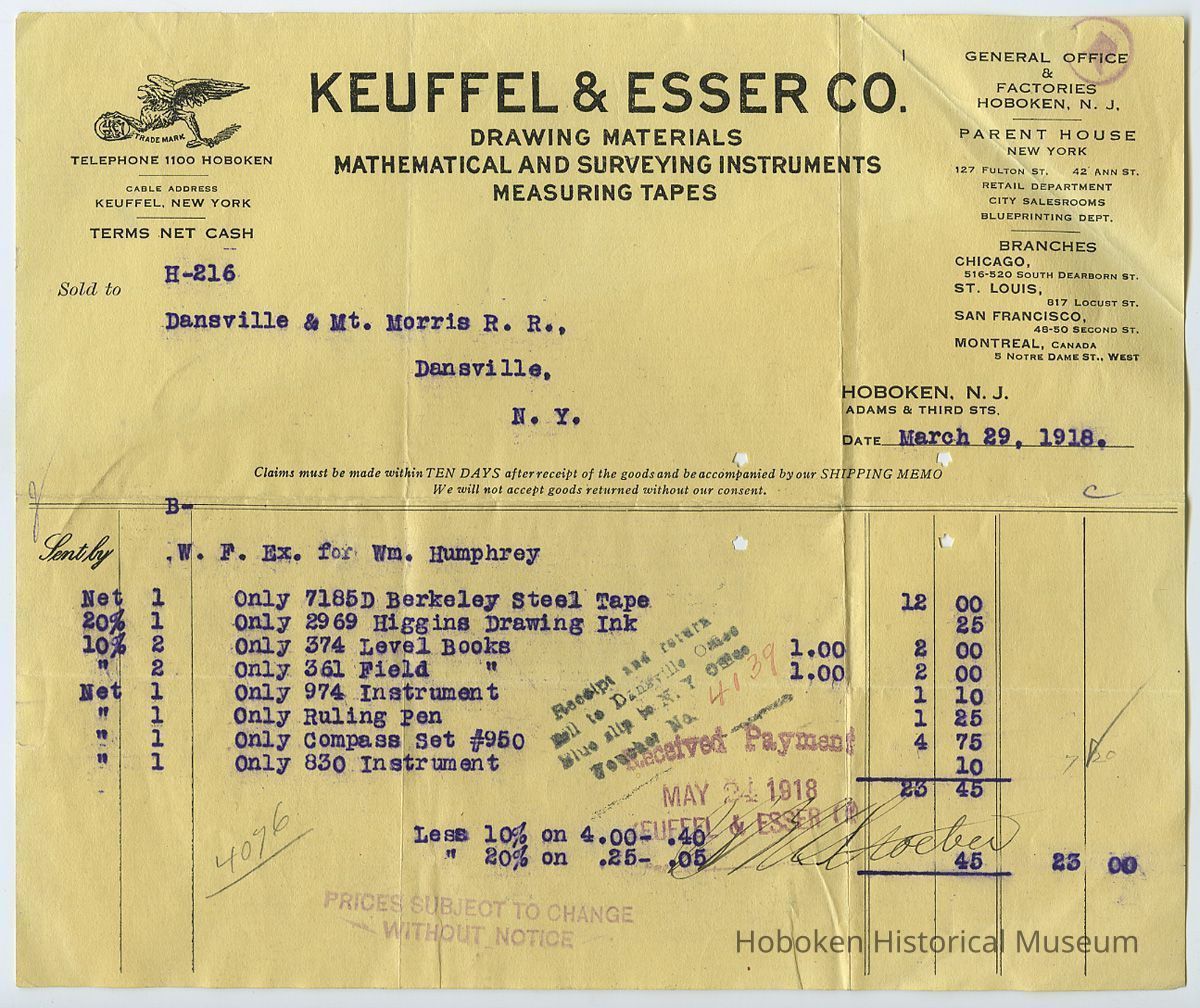 KEUFFEL & ESSER CO.
DRAWING MATERIALS
MATHEMATICAL AND SURVEYING INSTRUMENTS
MEASURING TAPES
TRADE MARK
TELEPHONE 1100 HOBOKEN
CABLE ADDRESS
KEUFFEL, NEW YORK
TERMS NET CASH
GENERAL OFFICE
&
FACTORIES
HOBOKEN, N. J.
PARENT HOUSE
NEW YORK
127 FULTON ST. 42 ANN ST.
RETAIL DEPARTMENT
CITY SALESROOMS
BLUEPRINTING DEPT.
BRANCHES
CHICAGO,
516-520 SOUTH DEARBORN ST.
ST. LOUIS,
817 LOCUST ST.
SAN FRANCISCO,
48-50 SECOND ST.
MONTREAL, CANADA
5 NOTRE DAME ST., WEST
H-216
Sold to
Dansville & Mt. Morris R. R.,
Dansville,
N. Y.
HOBOKEN, N. J.
ADAMS & THIRD STS.
DATE March 29, 1918.
Claims must be made within TEN DAYS after receipt of the goods and be accompanied by our SHIPPING MEMO
We will not accept goods returned without our consent.
B-
Sent by W. F. Ex. for Wm. Humphrey
Net 1 Only 7185D Berkeley Steel Tape 12 00
20% 1 Only 2969 Higgins Drawing Ink 25
10% 2 Only 374 Level Books 1.00 2 00
" 2 Only 361 Field " 1.00 2 00
Net 1 Only 974 Instrument 1 10
" 1 Only Ruling Pen 1 25
" 1 Only Compass Set #950 4 75
" 1 Only 830 Instrument 10
23 45
Receipt and return
Bill to Dansville Office
Blue slip to N. Y Office
Voucher No. 4139
Received Payment
MAY 24 1918
KEUFFEL & ESSER CO
Less 10% on 4.00- .40
" 20% on .25- .05 45 23 00
4076
PRICES SUBJECT TO CHANGE
WITHOUT NOTICE
Hoboken Historical Museum